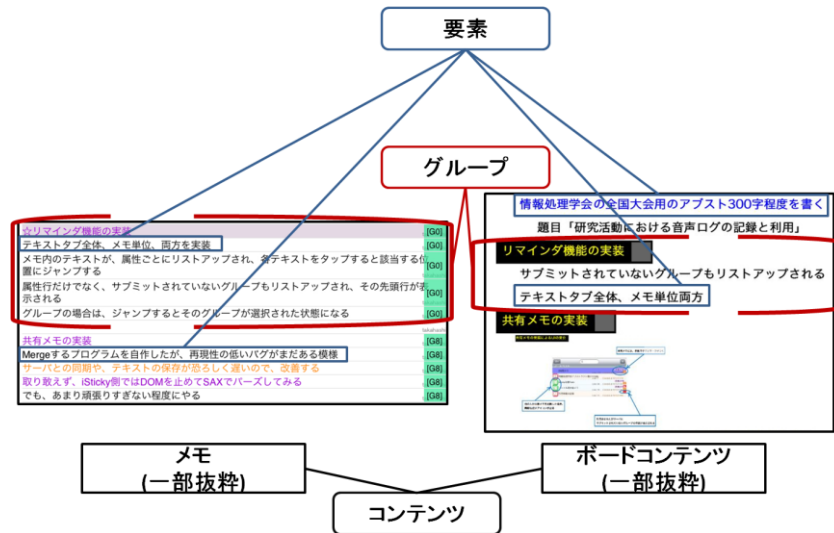 要素
グループ
☆リマインダ機能の実装
[G0]
テキストタブ全体、メモ単位、両方を実装
[G0]
メモ内のテキストが、属性ごとにリストアップされ、各テキストをタップすると該当する位
置にジャンプする
[G0]
属性行だけでなく、サブミットされていないグループもリストアップされ、その先頭行が表
示される
[G0]
グループの場合は、ジャンプするとそのグループが選択された状態になる
[G0]
共有メモの実装
[G8]
Mergeするプログラムを自作したが、再現性の低いバグがまだある模様
[G8]
サーバとの同期や、テキストの保存が恐ろしく遅いので、改善する
[G8]
取り敢えず、iSticky側ではDOMを止めてSAXでパーズしてみる
[G8]
でも、あまり頑張りすぎない程度にやる
[G8]
情報処理学会の全国大会用のアブスト300字程度を書く
題目「研究活動における音声ログの記録と利用」
リマインダ機能の実装
サブミットされていないグループもリストアップされる
テキストタブ全体、メモ単位両方
共有メモの実装
メモ
(一部抜粋)
ボードコンテンツ
(一部抜粋)
コンテンツ